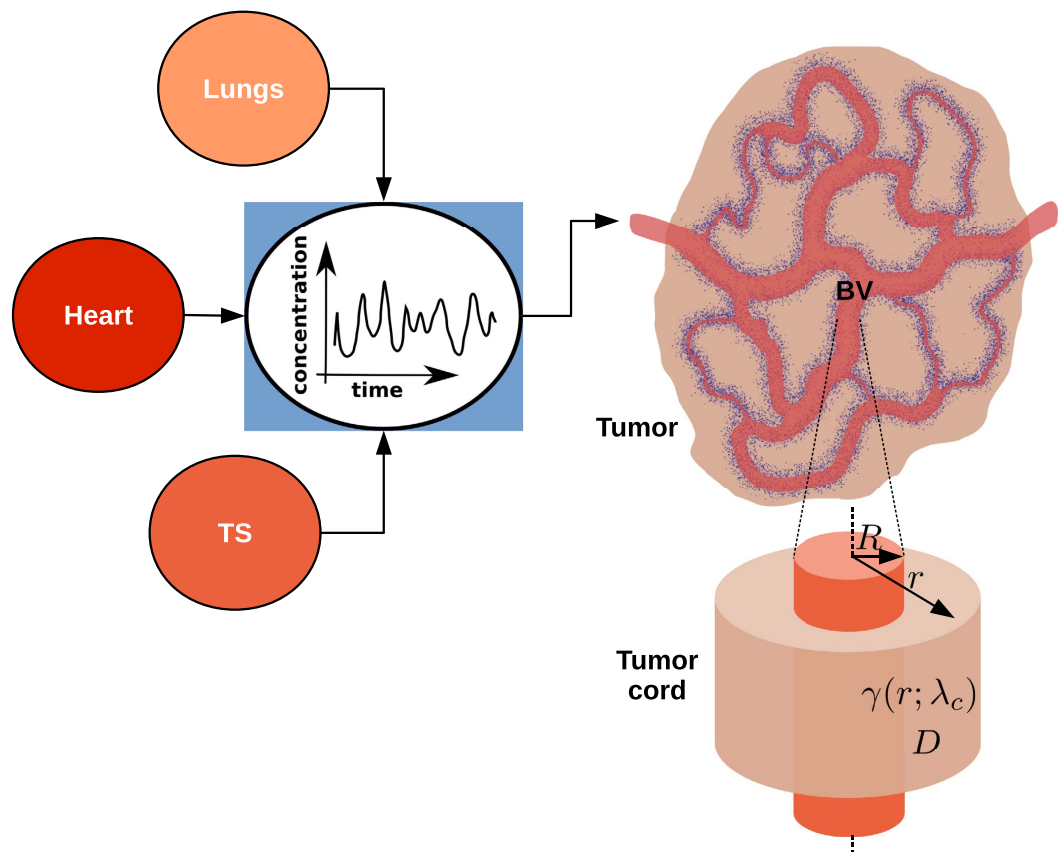 Lungs
Heart
concentration
time
BV
Tumor
TS
R
r
Tumor
cord
γ(r; λ_c)
D